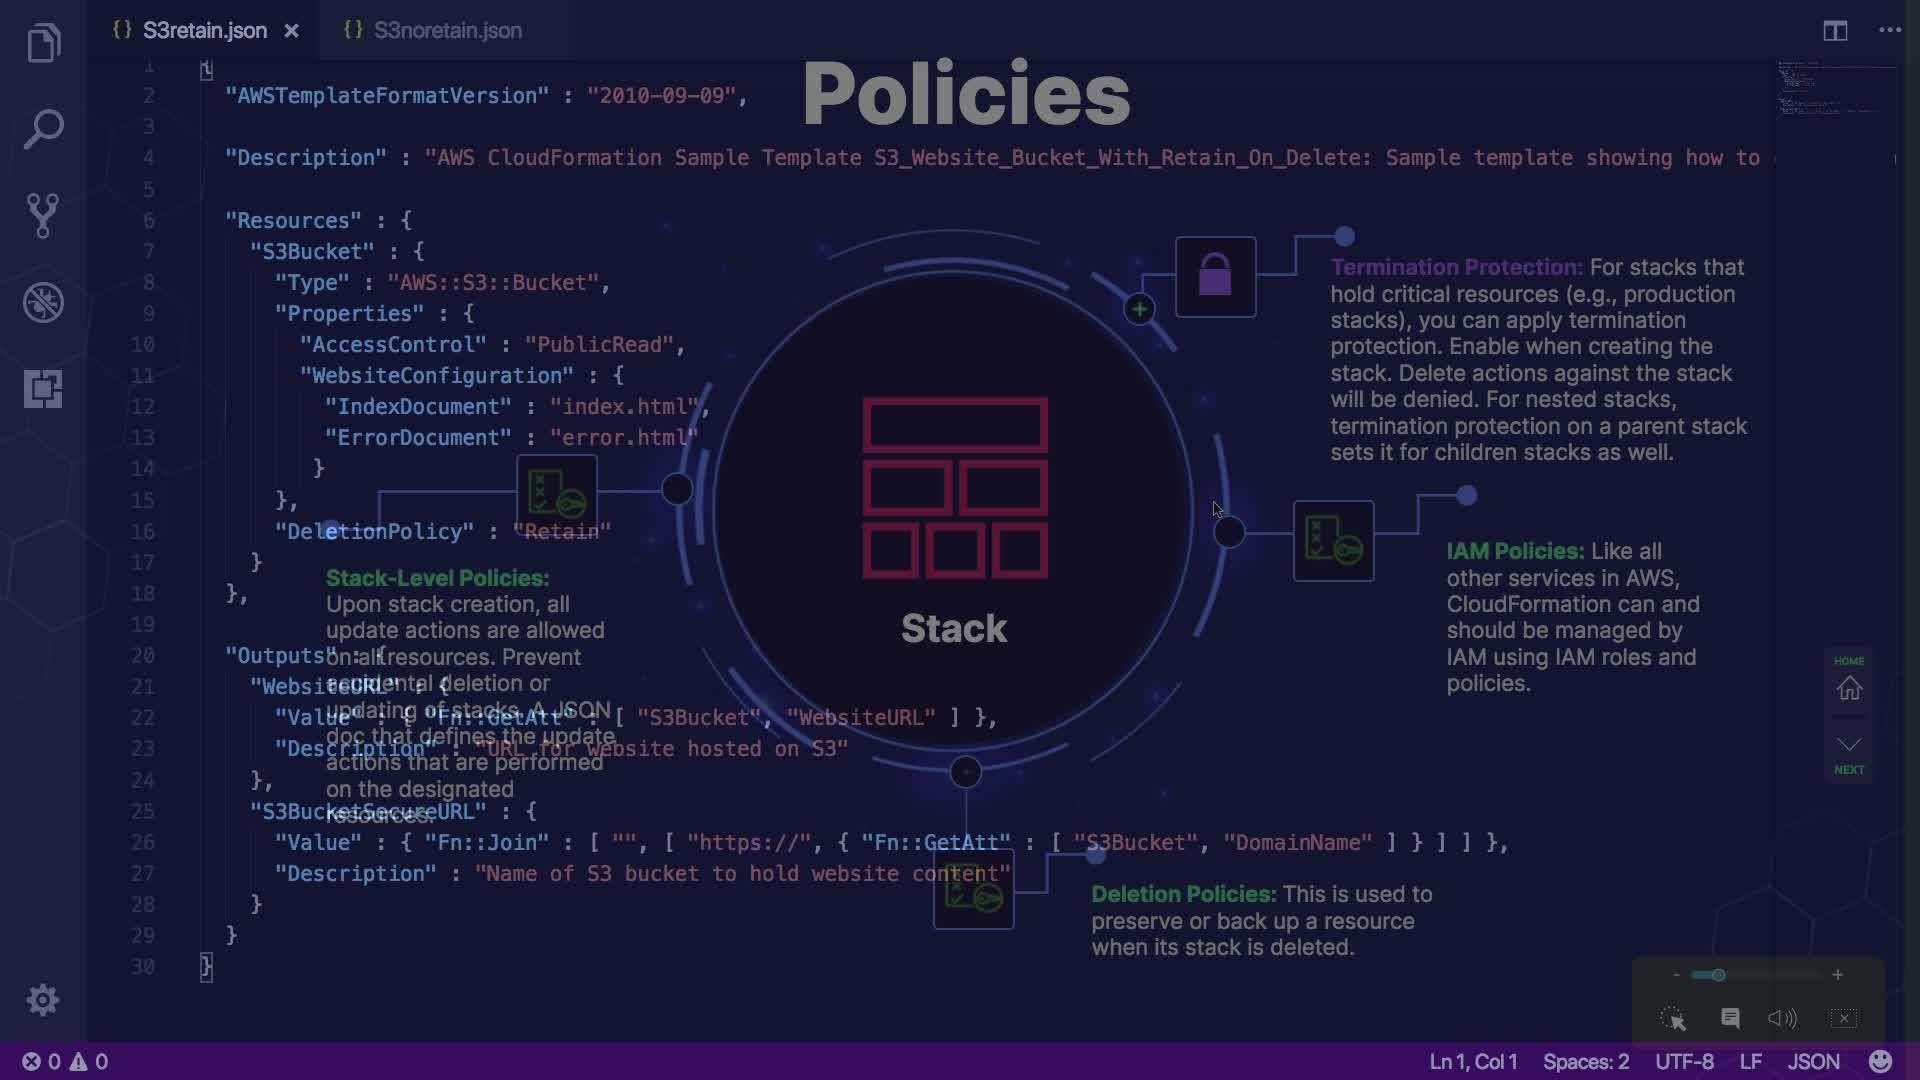 S3retain.json
S3noretain.json
Policies
1 {
2 "AWSTemplateFormatVersion" : "2010-09-09",
3
4 "Description" : "AWS CloudFormation Sample Template S3_Website_Bucket_With_Retain_On_Delete: Sample template showing how to
5
6 "Resources" : {
7 "S3Bucket" : {
8 "Type" : "AWS::S3::Bucket",
9 "Properties" : {
10 "AccessControl" : "PublicRead",
11 "WebsiteConfiguration" : {
12 "IndexDocument" : "index.html",
13 "ErrorDocument" : "error.html"
14 }
15 },
16 "DeletionPolicy" : "Retain"
17 }
18 },
19
20 "Outputs" : {
21 "WebsiteURL" : {
22 "Value" : { "Fn::GetAtt" : [ "S3Bucket", "WebsiteURL" ] },
23 "Description" : "URL for website hosted on S3"
24 },
25 "S3BucketSecureURL" : {
26 "Value" : { "Fn::Join" : [ "", [ "https://", { "Fn::GetAtt" : [ "S3Bucket", "DomainName" ] } ] ] },
27 "Description" : "Name of S3 bucket to hold website content"
28 }
29 }
30 }
Termination Protection: For stacks that
hold critical resources (e.g., production
stacks), you can apply termination
protection. Enable when creating the
stack. Delete actions against the stack
will be denied. For nested stacks,
termination protection on a parent stack
sets it for children stacks as well.
IAM Policies: Like all
other services in AWS,
CloudFormation can and
should be managed by
IAM using IAM roles and
policies.
Stack
Stack-Level Policies:
Upon stack creation, all
update actions are allowed
on all resources. Prevent
accidental deletion or
updating of stacks. A JSON
doc that defines the update
actions that are performed
on the designated
resources.
Deletion Policies: This is used to
preserve or back up a resource
when its stack is deleted.
HOME
NEXT
- +
0 0
Ln 1, Col 1 Spaces: 2 UTF-8 LF JSON